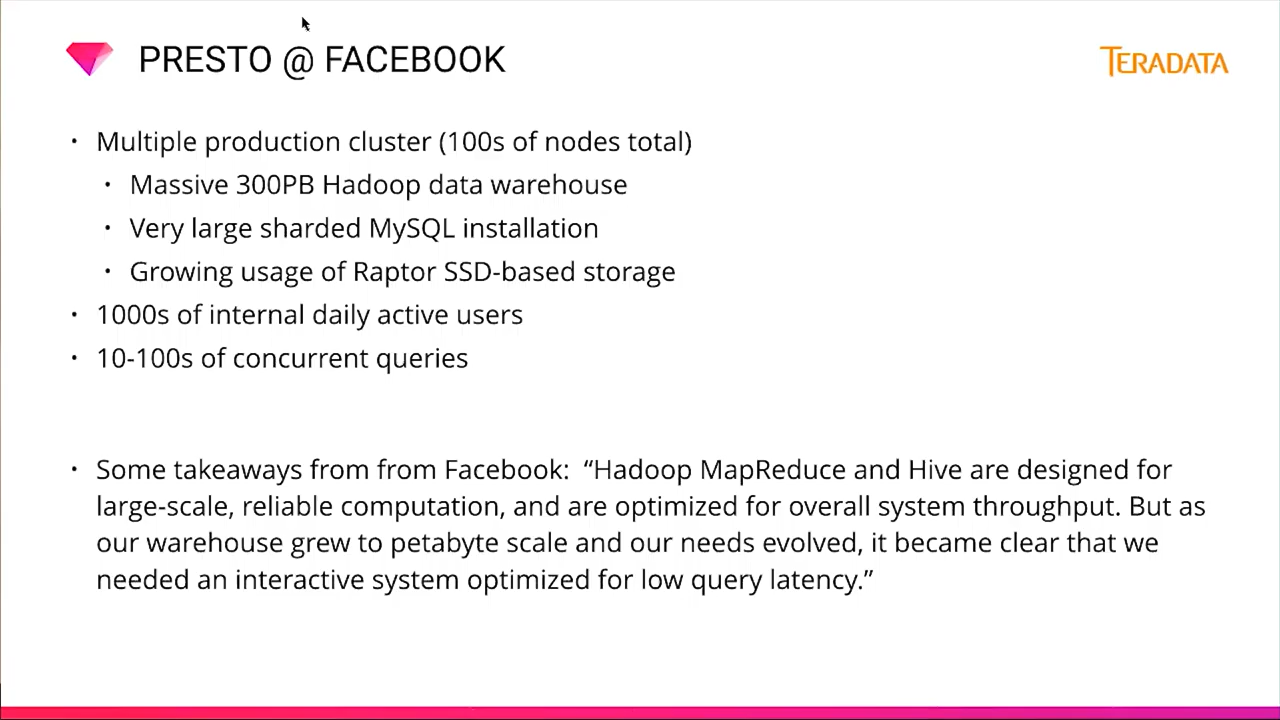 PRESTO @ FACEBOOK
TERADATA
• Multiple production cluster (100s of nodes total)
• Massive 300PB Hadoop data warehouse
• Very large sharded MySQL installation
• Growing usage of Raptor SSD-based storage
• 1000s of internal daily active users
• 10-100s of concurrent queries
• Some takeaways from from Facebook: “Hadoop MapReduce and Hive are designed for
large-scale, reliable computation, and are optimized for overall system throughput. But as
our warehouse grew to petabyte scale and our needs evolved, it became clear that we
needed an interactive system optimized for low query latency.”